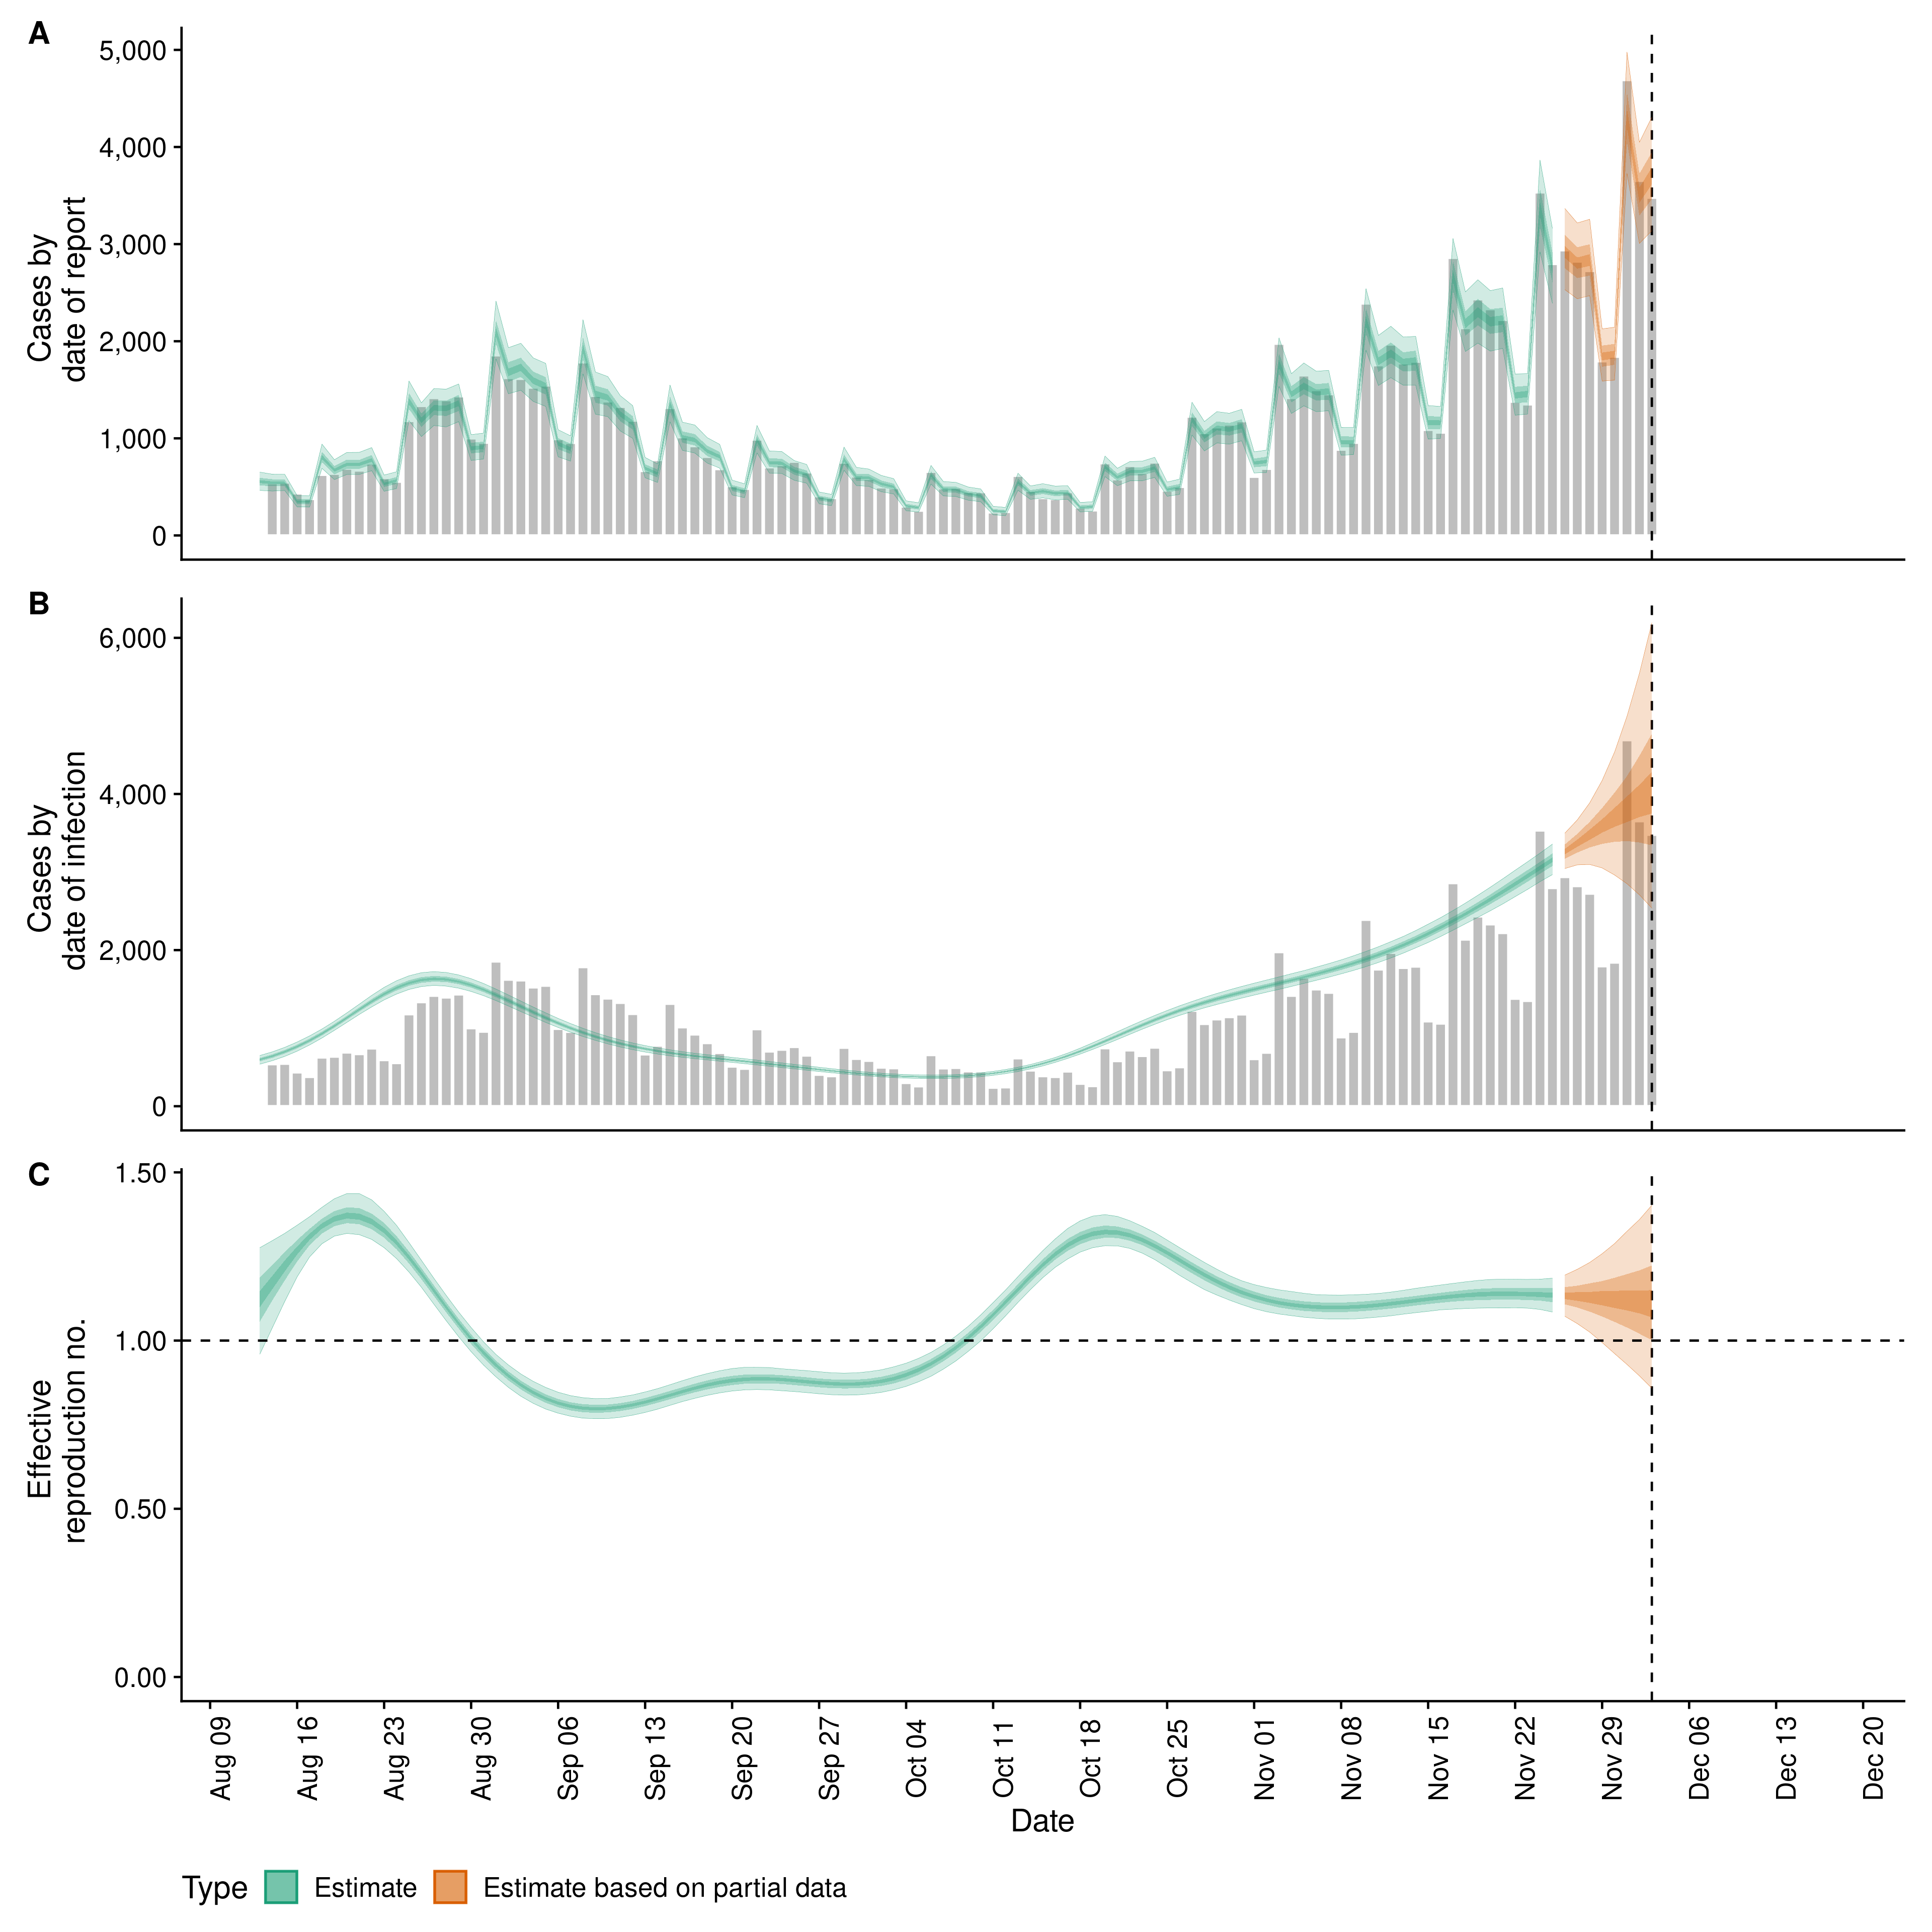 A
5,000
4,000
3,000
2,000
1,000
0
Cases by
date of report
B
6,000
4,000
2,000
0
Cases by
date of infection
C
1.50
1.00
0.50
0.00
Effective
reproduction no.
Aug 09
Aug 16
Aug 23
Aug 30
Sep 06
Sep 13
Sep 20
Sep 27
Oct 04
Oct 11
Oct 18
Oct 25
Nov 01
Nov 08
Nov 15
Nov 22
Nov 29
Dec 06
Dec 13
Dec 20
Date
Type Estimate Estimate based on partial data